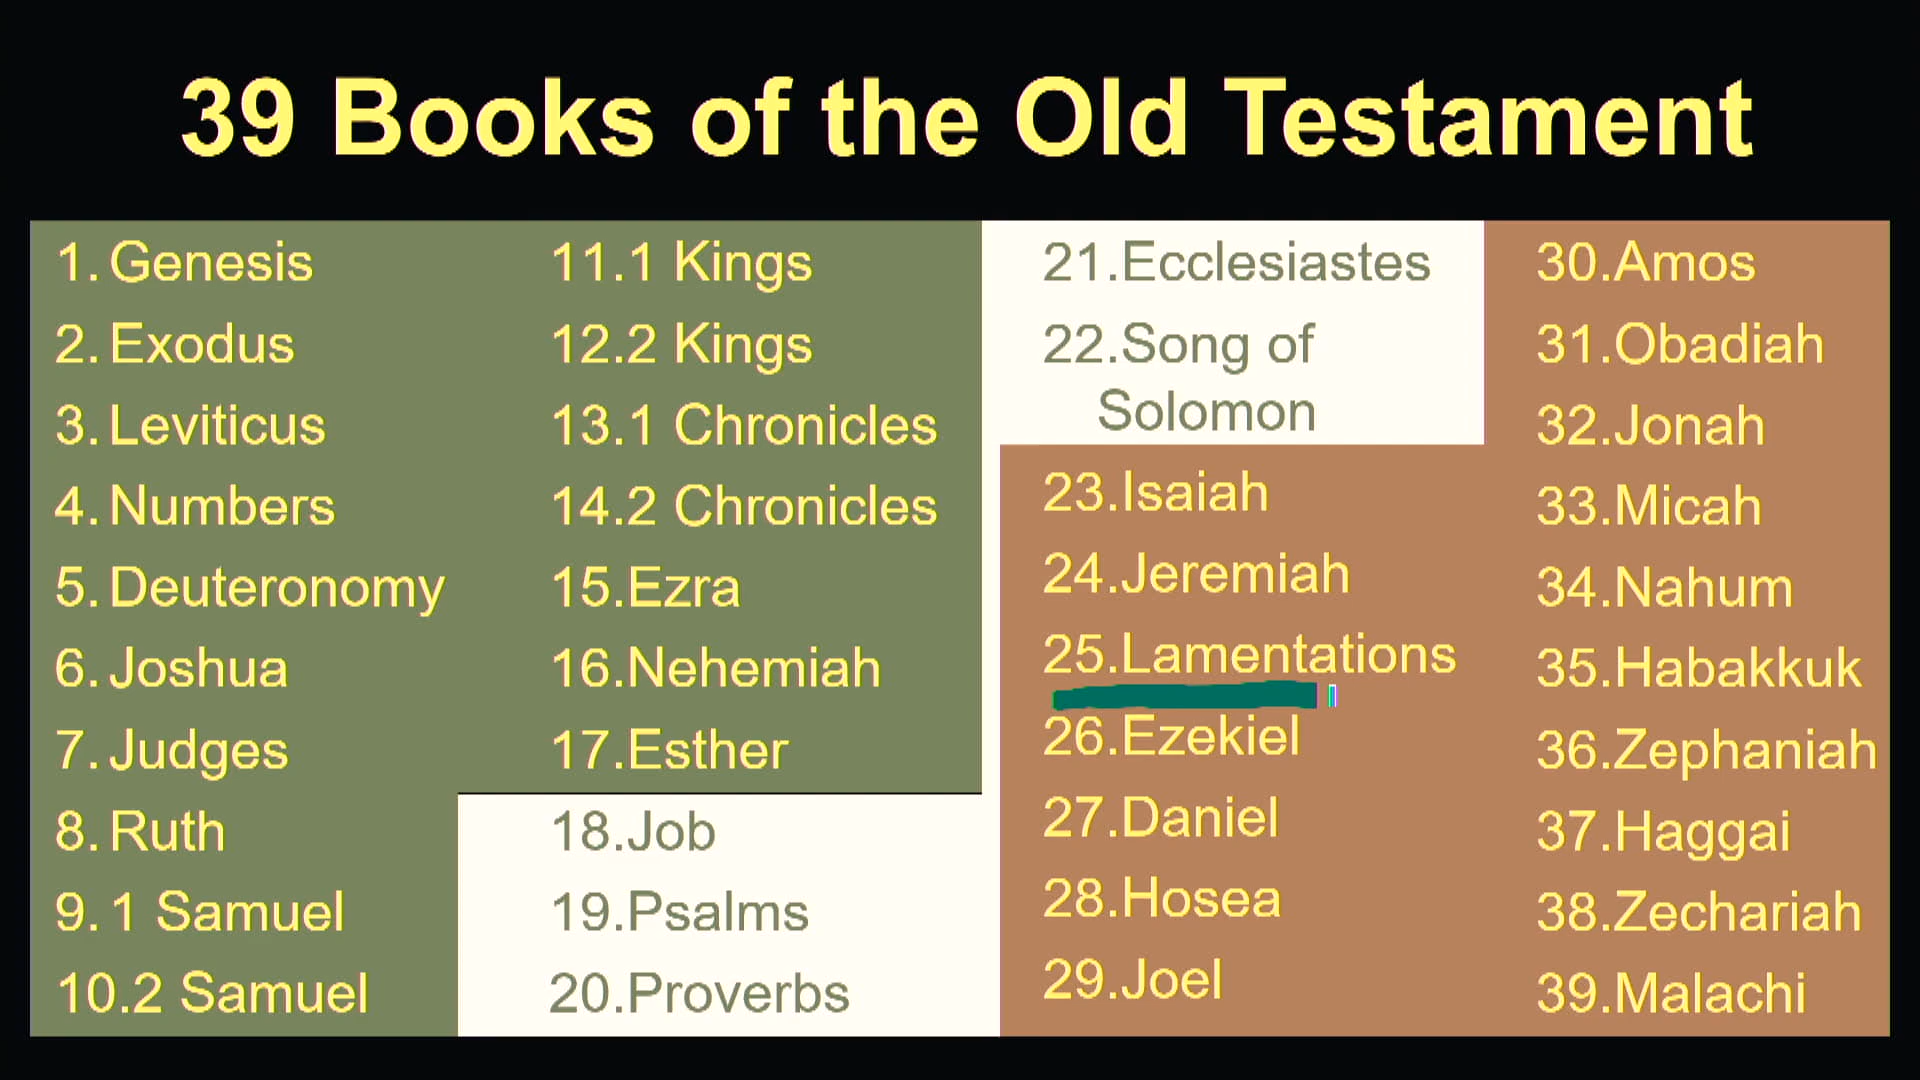 39 Books of the Old Testament
1. Genesis
2. Exodus
3. Leviticus
4. Numbers
5. Deuteronomy
6. Joshua
7. Judges
8. Ruth
9. 1 Samuel
10.2 Samuel
11.1 Kings
12.2 Kings
13.1 Chronicles
14.2 Chronicles
15.Ezra
16.Nehemiah
17.Esther
18.Job
19.Psalms
20.Proverbs
21.Ecclesiastes
22.Song of
Solomon
23.Isaiah
24.Jeremiah
25.Lamentations
26.Ezekiel
27.Daniel
28.Hosea
29.Joel
30.Amos
31.Obadiah
32.Jonah
33.Micah
34.Nahum
35.Habakkuk
36.Zephaniah
37.Haggai
38.Zechariah
39.Malachi